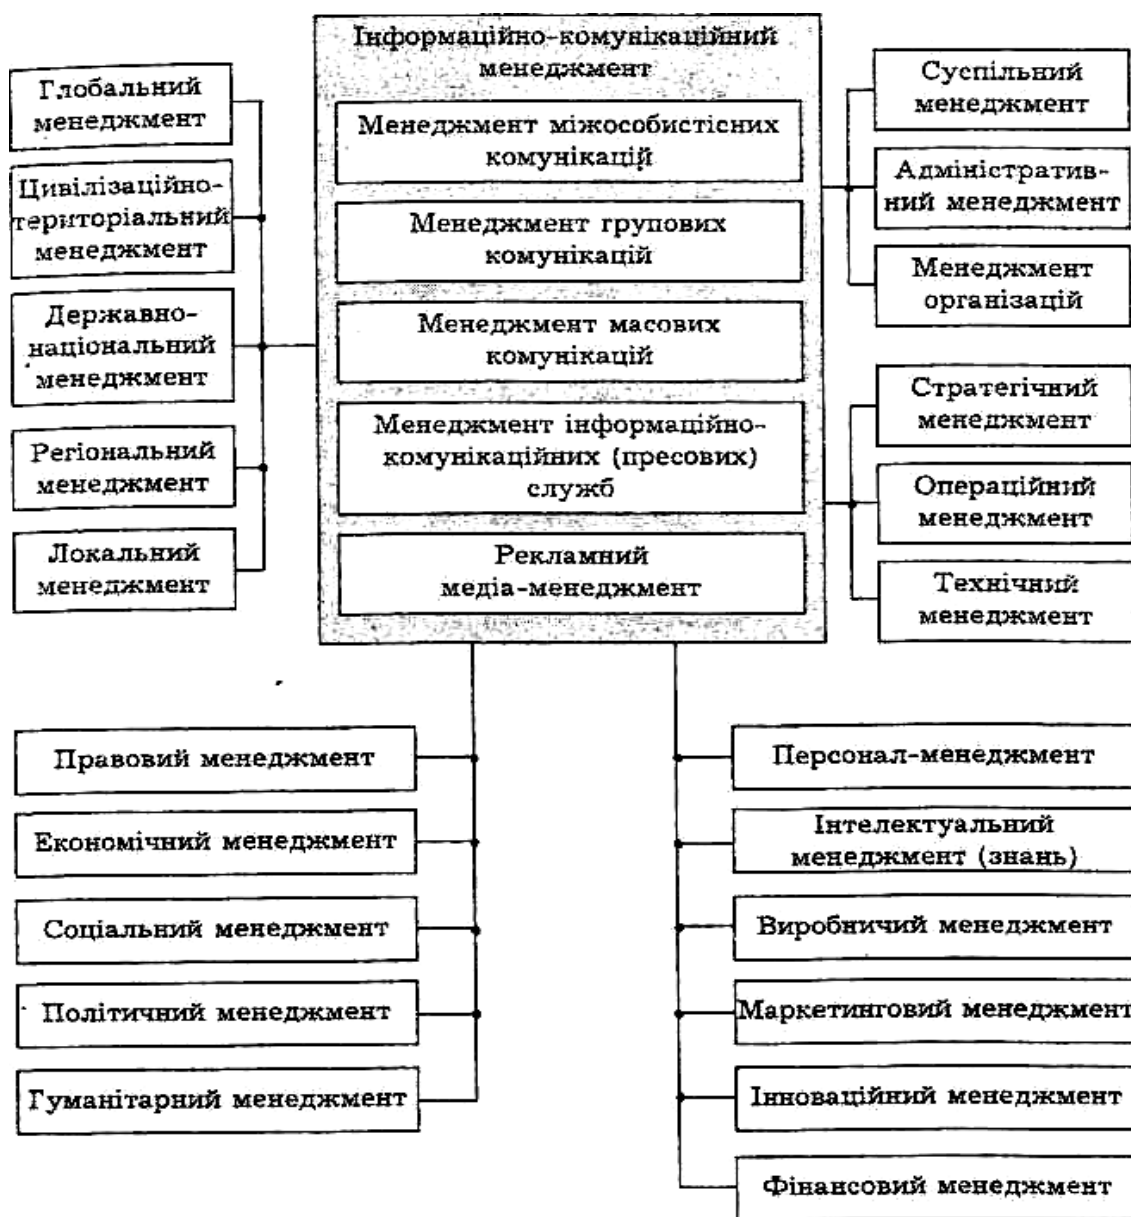 Інформаційно-комунікаційний
менеджмент
Менеджмент міжособистісних
комунікацій
Менеджмент групових
комунікацій
Менеджмент масових
комунікацій
Менеджмент інформаційно-
комунікаційних (пресових)
служб
Рекламний
медіа-менеджмент
Глобальний
менеджмент
Цивілізаційно-
територіальний
менеджмент
Державно-
національний
менеджмент
Регіональний
менеджмент
Локальний
менеджмент
Суспільний
менеджмент
Адміністратив-
ний менеджмент
Менеджмент
організацій
Стратегічний
менеджмент
Операційний
менеджмент
Технічний
менеджмент
Правовий менеджмент
Економічний менеджмент
Соціальний менеджмент
Політичний менеджмент
Гуманітарний менеджмент
Персонал-менеджмент
Інтелектуальний
менеджмент (знань)
Виробничий менеджмент
Маркетинговий менеджмент
Інноваційний менеджмент
Фінансовий менеджмент